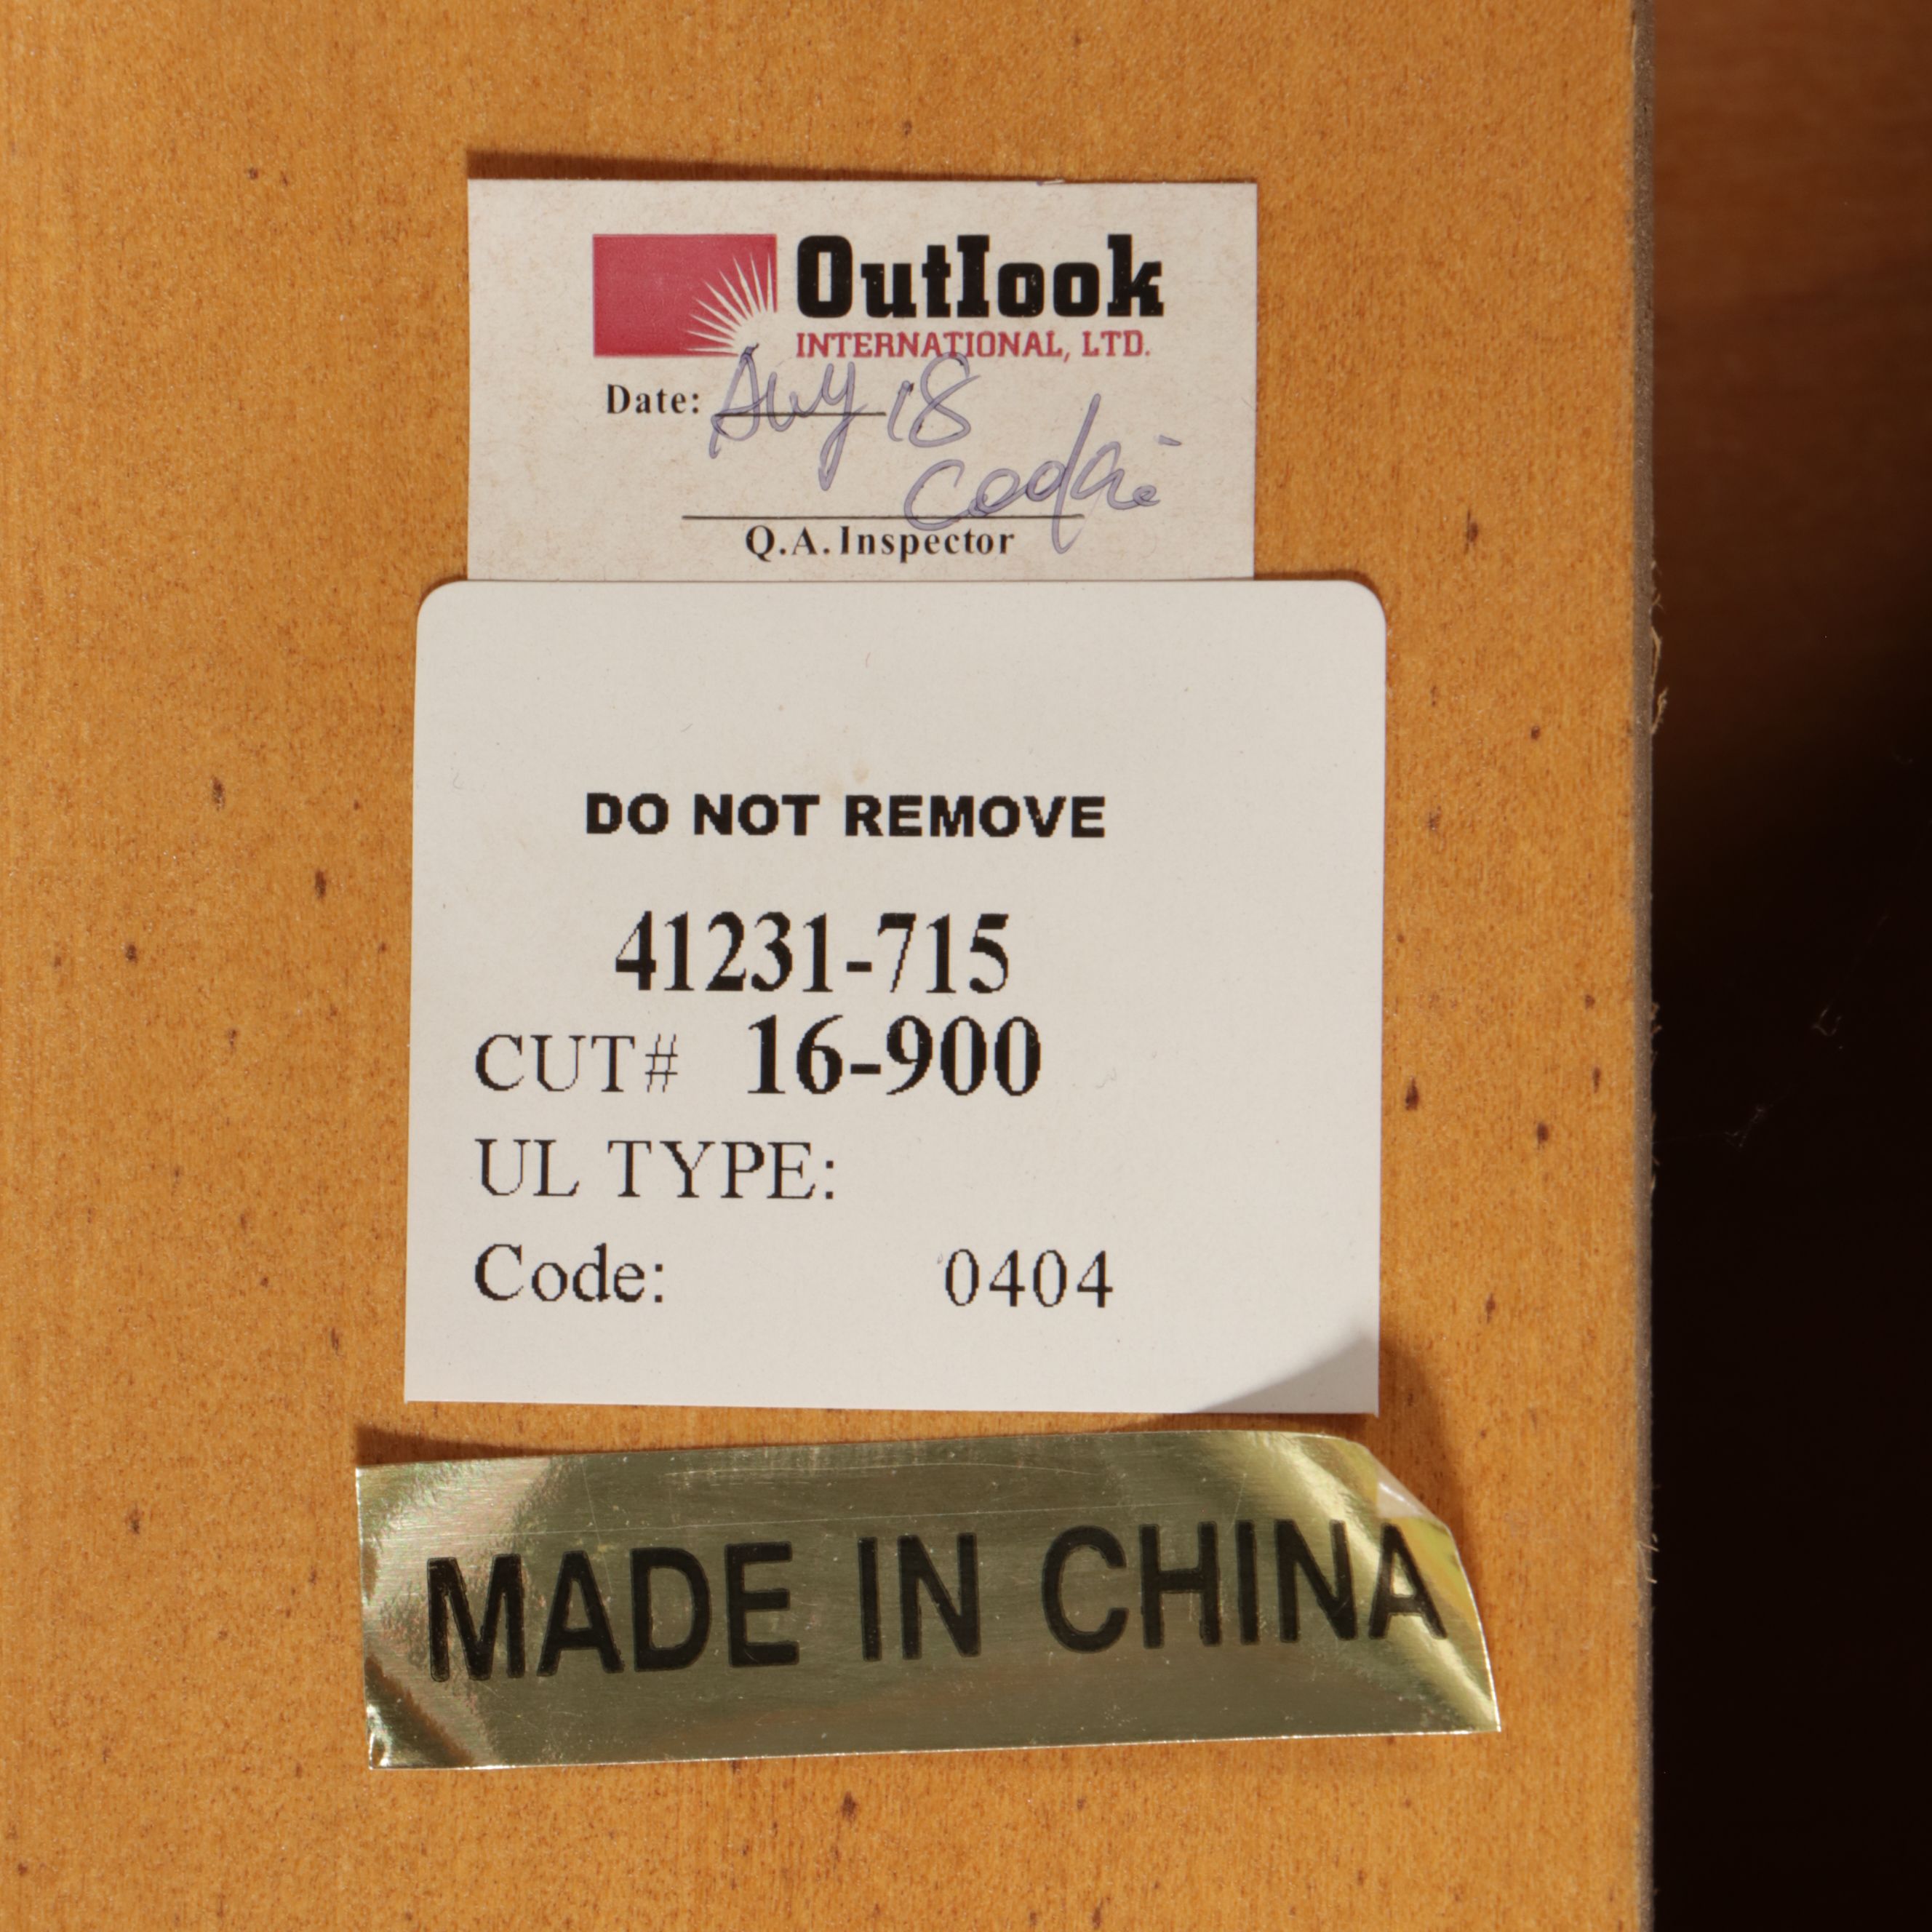 Outlook
INTERNATIONAL, LTD.
Date: Aug 18
Q.A. Inspector
DO NOT REMOVE
41231-715
CUT# 16-900
UL TYPE:
Code: 0404
MADE IN CHINA